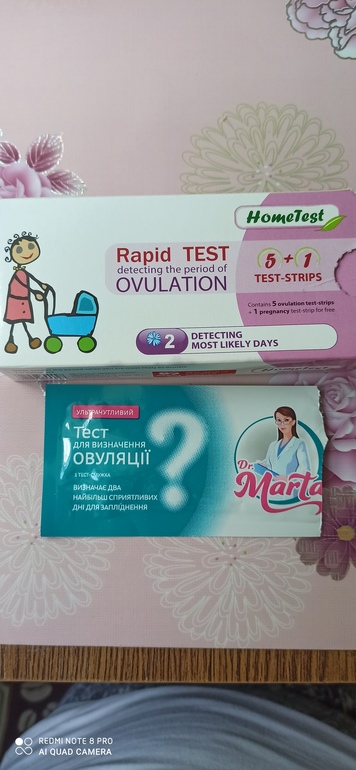 HomeTest
Rapid TEST
detecting the period of
OVULATION
5 + 1
TEST-STRIPS
Contains 5 ovulation test-strips
+ 1 pregnancy test-strip for free
2 DETECTING
MOST LIKELY DAYS
УЛЬТРАЧУТЛИВИЙ
Тест
ДЛЯ ВИЗНАЧЕННЯ
ОВУЛЯЦІЇ
?
ТЕСТ-СМУЖКА
ВИЗНАЧАЄ ДВА
НАЙБІЛЬШ СПРИЯТЛИВИХ
ДНІ ДЛЯ ЗАПЛІДНЕННЯ
Dr.
Marta
REDMI NOTE 8 PRO
AI QUAD CAMERA